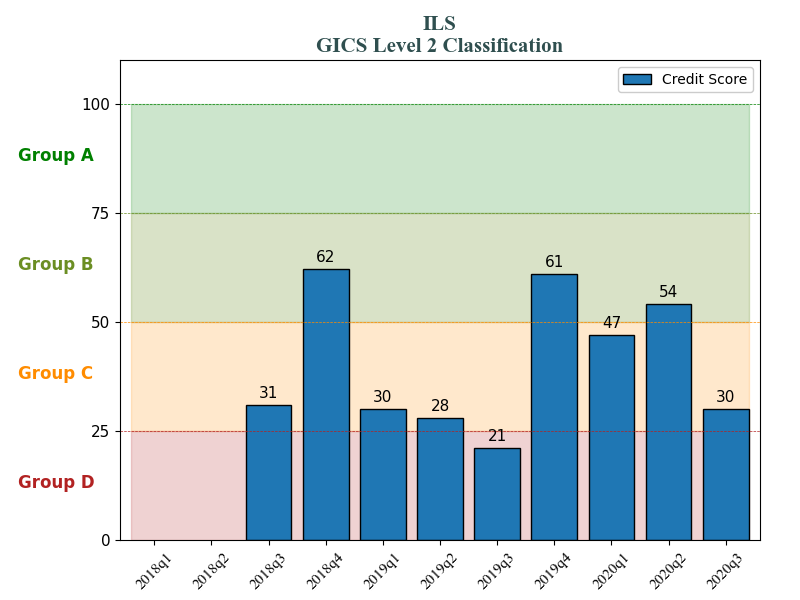 ILS
GICS Level 2 Classification
Credit Score
100
Group A
75
Group B
62
61
54
50
47
Group C
31
30
28
30
25
21
Group D
0
2018q1 2018q2 2018q3 2018q4 2019q1 2019q2 2019q3 2019q4 2020q1 2020q2 2020q3